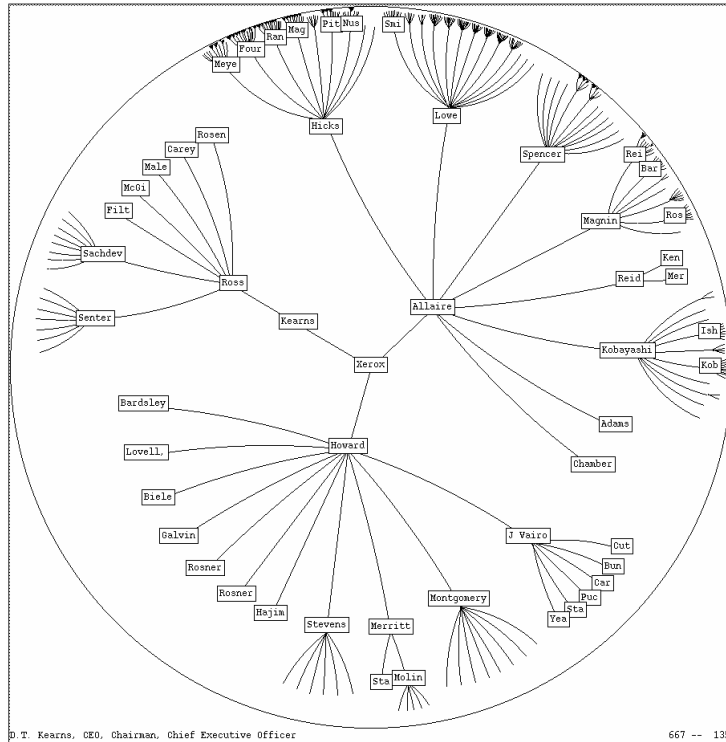 Smi
Pit
Nus
Mag
Ran
Four
Meye
Love
Hicks
Rosen
Carey
Spencer
Rei
Male
Bar
McGi
Filt
Ros
Magnin
Sachdev
Ken
Ross
Reid
Mer
Allaire
Senter
Kearns
Ish
Kobayashi
Xerox
Kob
Bardsley
Adams
Howard
Lovell,
Chamber
Biele
Galvin
J Vairo
Cut
Rosner
Bun
Car
Rosner
Puc
Montgomery
Sta
Hajim
Yea
Stevens
Merritt
Molin
Sta
D.T. Kearns, CEO, Chairman, Chief Executive Officer
667 --